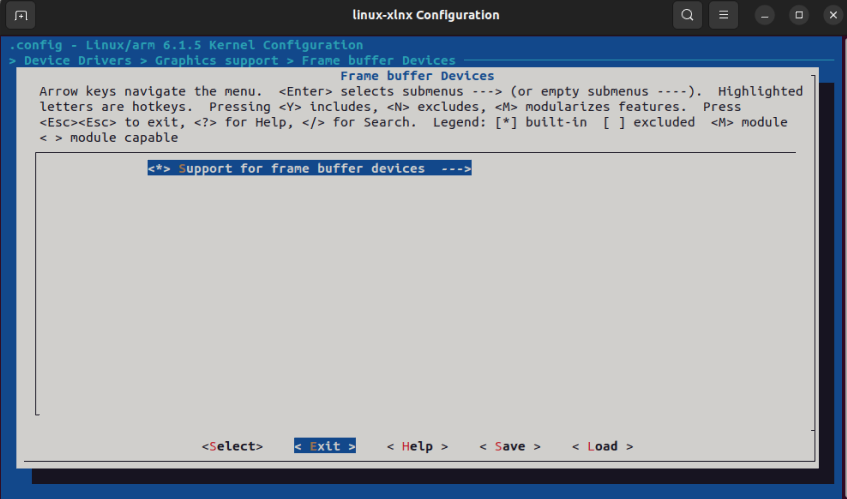 linux-xlnx Configuration
.config - Linux/arm 6.1.5 Kernel Configuration
> Device Drivers > Graphics support > Frame buffer Devices
Frame buffer Devices
Arrow keys navigate the menu.  <Enter> selects submenus ---> (or empty submenus ----).  Highlighted
letters are hotkeys.  Pressing <Y> includes, <N> excludes, <M> modularizes features.  Press
<Esc><Esc> to exit, <?> for Help, </> for Search.  Legend: [*] built-in  [ ] excluded  <M> module
< > module capable
<*> Support for frame buffer devices  --->
<Select>    < Exit >    < Help >    < Save >    < Load >